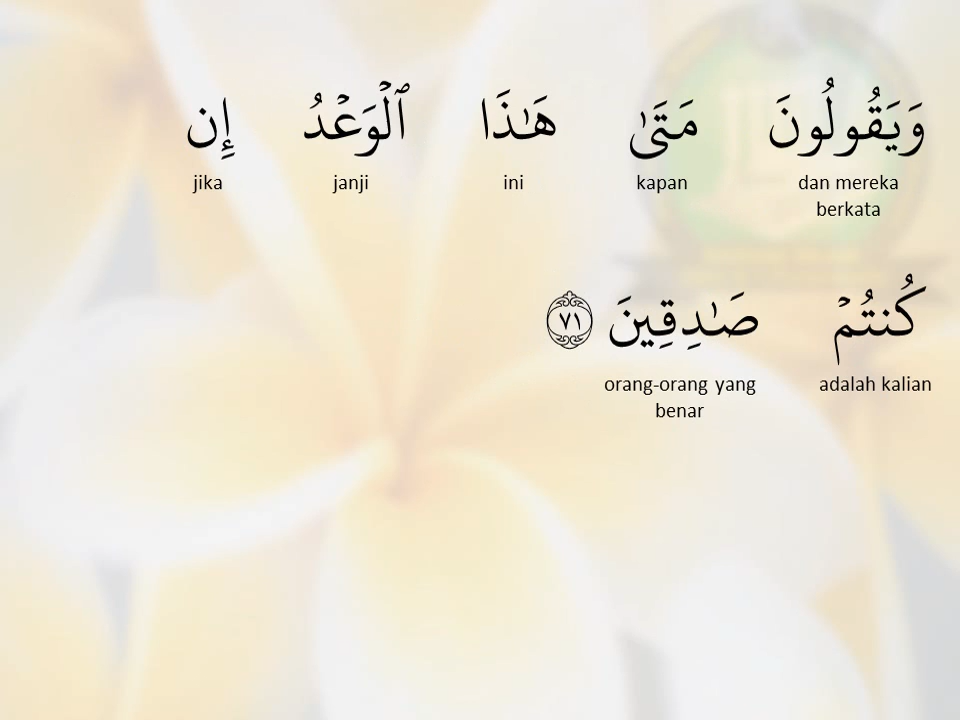 وَيَقُولُونَ مَتَىٰ هَـٰذَا ٱلۡوَعۡدُ إِن
dan mereka berkata kapan ini janji jika
كُنتُمۡ صَـٰدِقِينَ ٧١
adalah kalian orang-orang yang benar